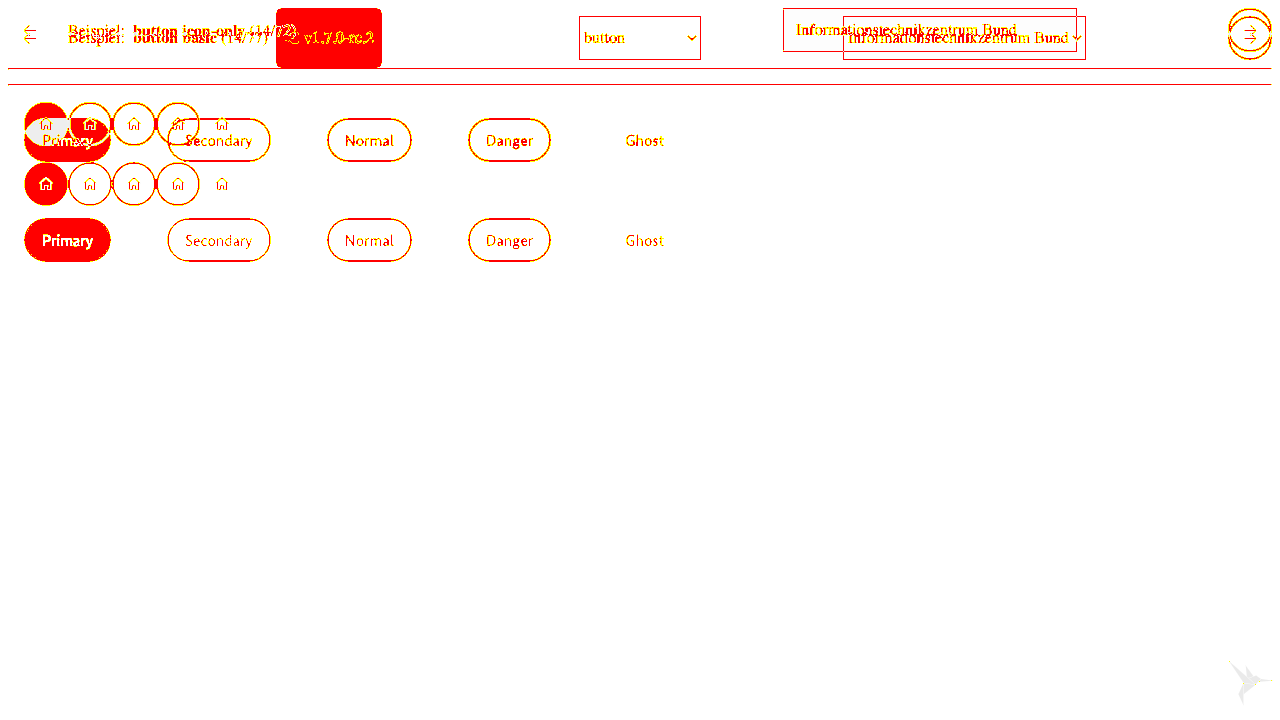 Beispiel: button icon-only (14/72)
Informationstechnikzentrum Bund
Beispiel: button basic (14/77)
v1.7.0-rc.2
button
Informationstechnikzentrum Bund
Primary
Secondary
Normal
Danger
Ghost
Primary
Secondary
Normal
Danger
Ghost